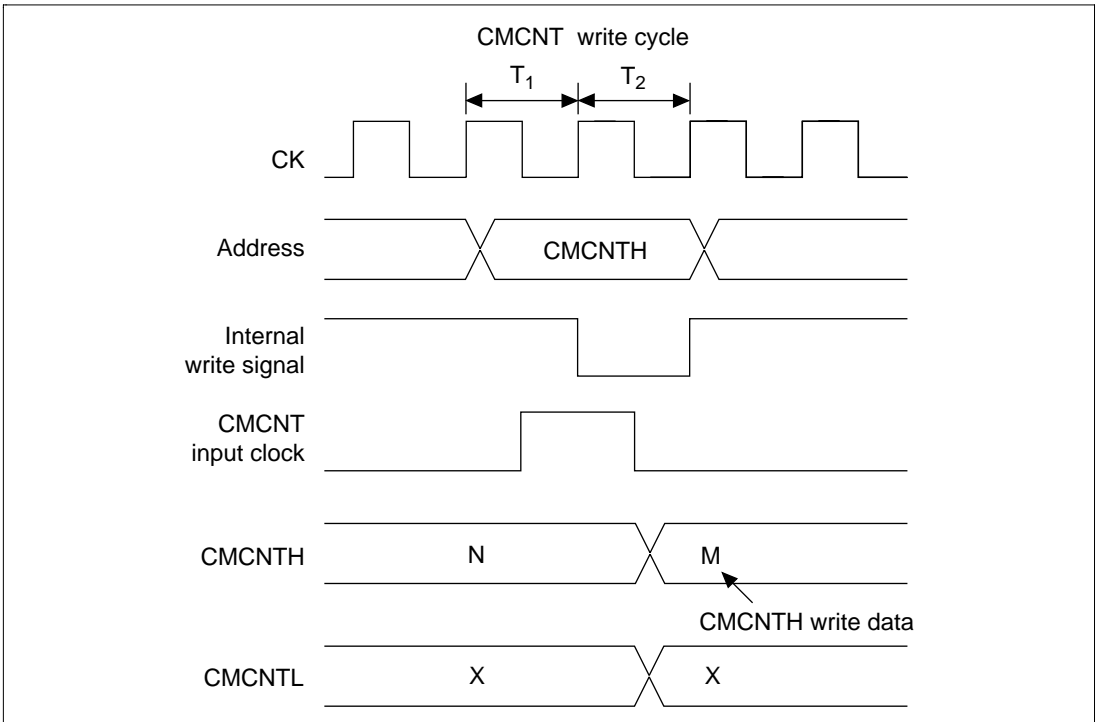 CMCNT write cycle
T1 T2
CK
Address
CMCNTH
Internal
write signal
CMCNT
input clock
CMCNTH
N
M
CMCNTH write data
CMCNTL
X
X